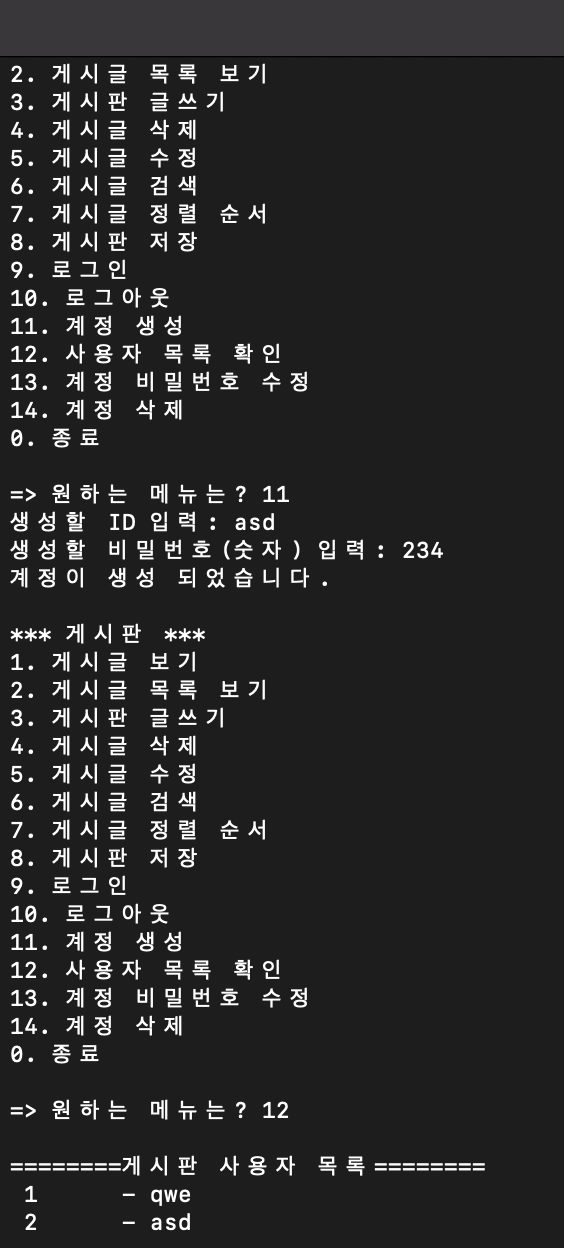 2. 게시글 목록 보기
3. 게시판 글쓰기
4. 게시글 삭제
5. 게시글 수정
6. 게시글 검색
7. 게시글 정렬 순서
8. 게시판 저장
9. 로그인
10. 로그아웃
11. 계정 생성
12. 사용자 목록 확인
13. 계정 비밀번호 수정
14. 계정 삭제
0. 종료
=> 원하는 메뉴는? 11
생성할 ID 입력: asd
생성할 비밀번호(숫자) 입력: 234
계정이 생성 되었습니다.
*** 게시판 ***
1. 게시글 보기
2. 게시글 목록 보기
3. 게시판 글쓰기
4. 게시글 삭제
5. 게시글 수정
6. 게시글 검색
7. 게시글 정렬 순서
8. 게시판 저장
9. 로그인
10. 로그아웃
11. 계정 생성
12. 사용자 목록 확인
13. 계정 비밀번호 수정
14. 계정 삭제
0. 종료
=> 원하는 메뉴는? 12
========게시판 사용자 목록========
1 - qwe
2 - asd